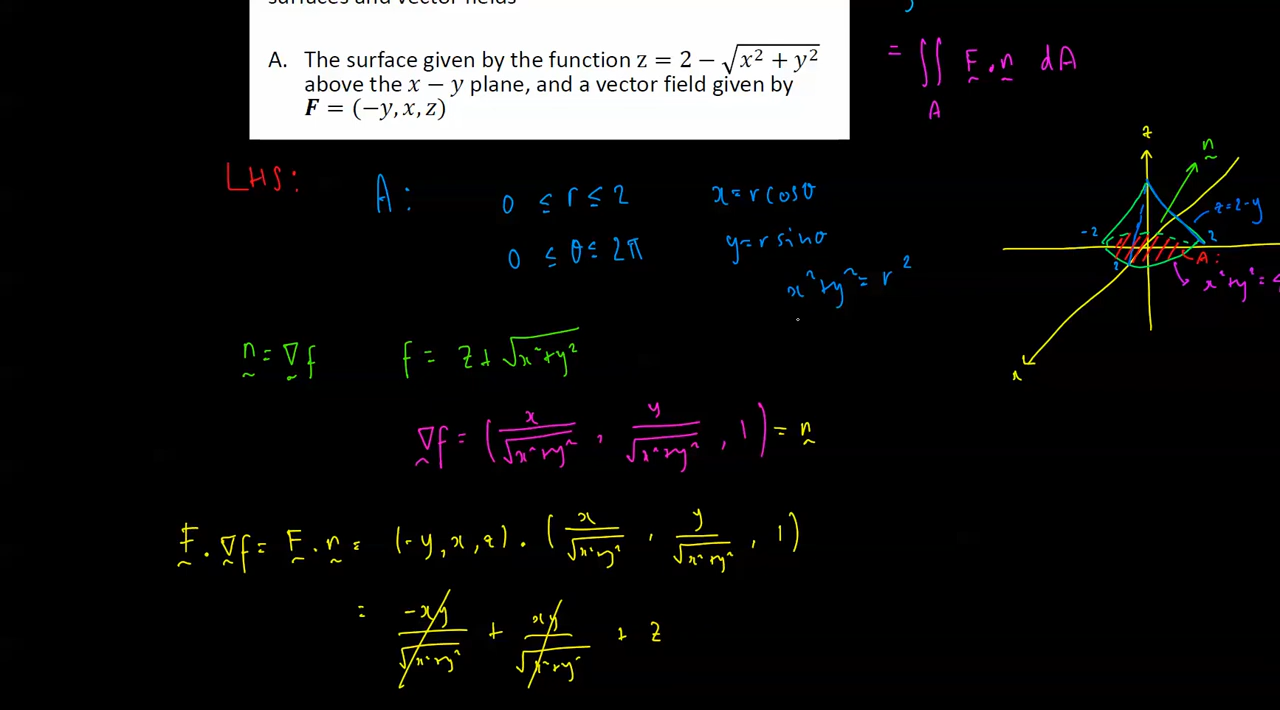 surfaces and vector fields
A. The surface given by the function z = 2 − √(x² + y²)
above the x − y plane, and a vector field given by
F = (−y, x, z)
= ∬ F · n dA
A
LHS:
A: 0 ≤ r ≤ 2 x = r cos θ
0 ≤ θ ≤ 2π y = r sin θ
x² + y² = r²
z
n
z = 2 − y
-2 2
2 A:
x² + y² = 4
x
n = ∇f f = z + √(x² + y²)
∇f = (x/√(x² + y²), y/√(x² + y²), 1) = n
F · ∇f = F · n = (−y, x, z) · (x/√(x² + y²), y/√(x² + y²), 1)
= −xy/√(x² + y²) + xy/√(x² + y²) + z